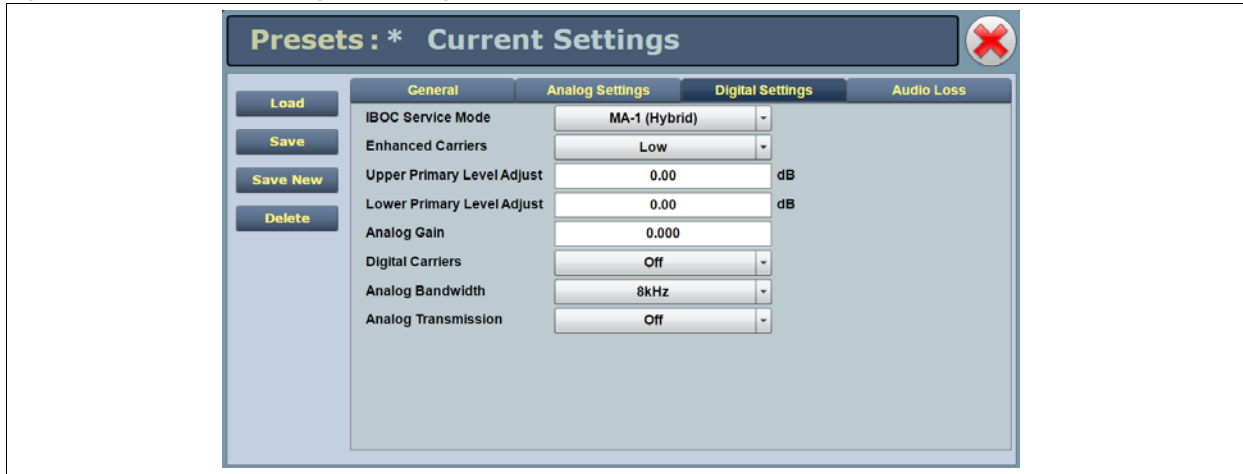 Presets:* Current Settings
Load
Save
Save New
Delete
General Analog Settings Digital Settings Audio Loss
IBOC Service Mode MA-1 (Hybrid)
Enhanced Carriers Low
Upper Primary Level Adjust 0.00 dB
Lower Primary Level Adjust 0.00 dB
Analog Gain 0.000
Digital Carriers Off
Analog Bandwidth 8kHz
Analog Transmission Off